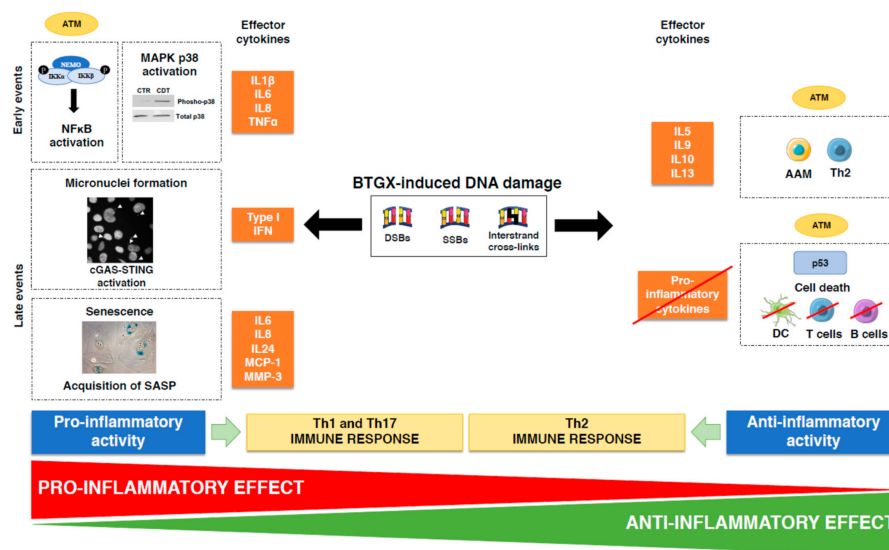 Effector
cytokines
Effector
cytokines
Early events
ATM
P
NEMO
P
IKKα
IKKβ
NFκB
activation
MAPK p38
activation
CTR CDT
Phosho-p38
Total p38
IL1β
IL6
IL8
TNFα
Late events
Micronuclei formation
cGAS-STING
activation
Type I
IFN
Senescence
Acquisition of SASP
IL6
IL8
IL24
MCP-1
MMP-3
BTGX-induced DNA damage
DSBs
SSBs
Interstrand
cross-links
IL5
IL9
IL10
IL13
ATM
AAM
Th2
ATM
Pro-
inflammatory
cytokines
p53
Cell death
DC
T cells
B cells
Pro-inflammatory
activity
Th1 and Th17
IMMUNE RESPONSE
Th2
IMMUNE RESPONSE
Anti-inflammatory
activity
PRO-INFLAMMATORY EFFECT
ANTI-INFLAMMATORY EFFECT